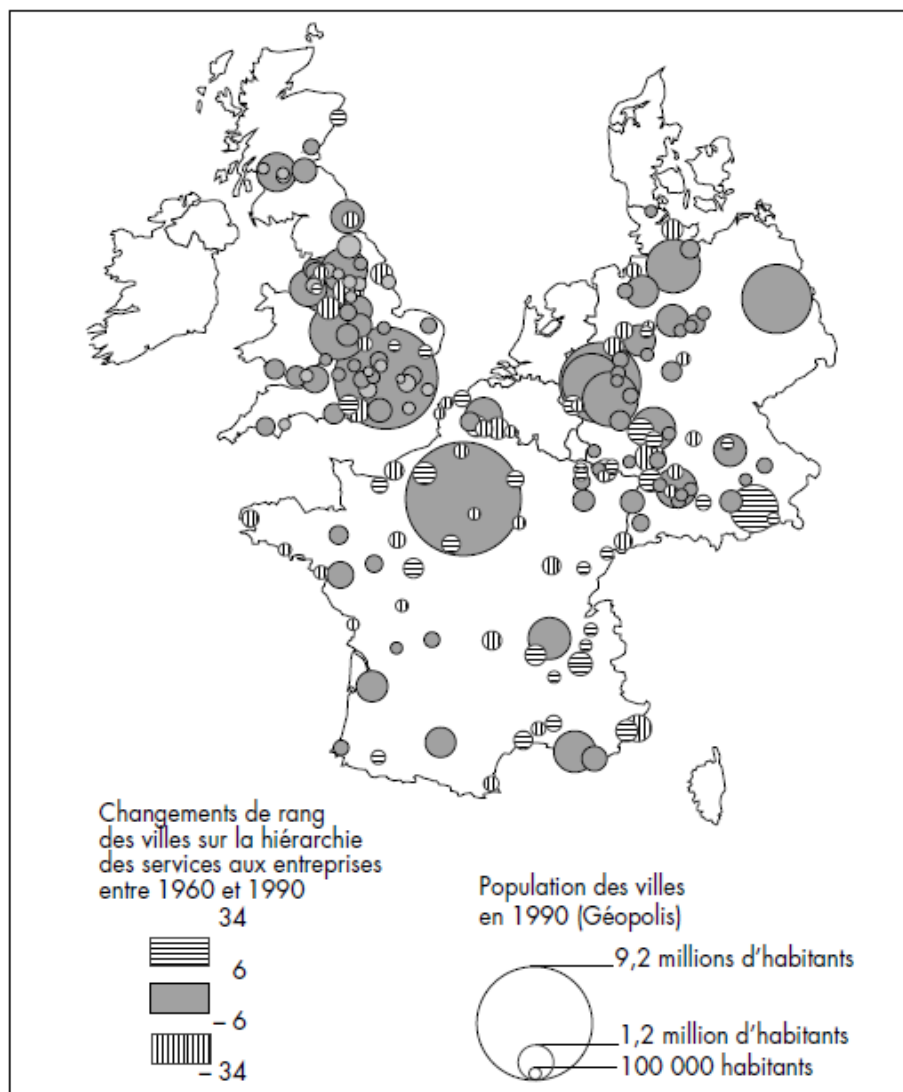 Changements de rang
des villes sur la hiérarchie
des services aux entreprises
entre 1960 et 1990
34
6
– 6
– 34
Population des villes
en 1990 (Géopolis)
9,2 millions d’habitants
1,2 million d’habitants
100 000 habitants